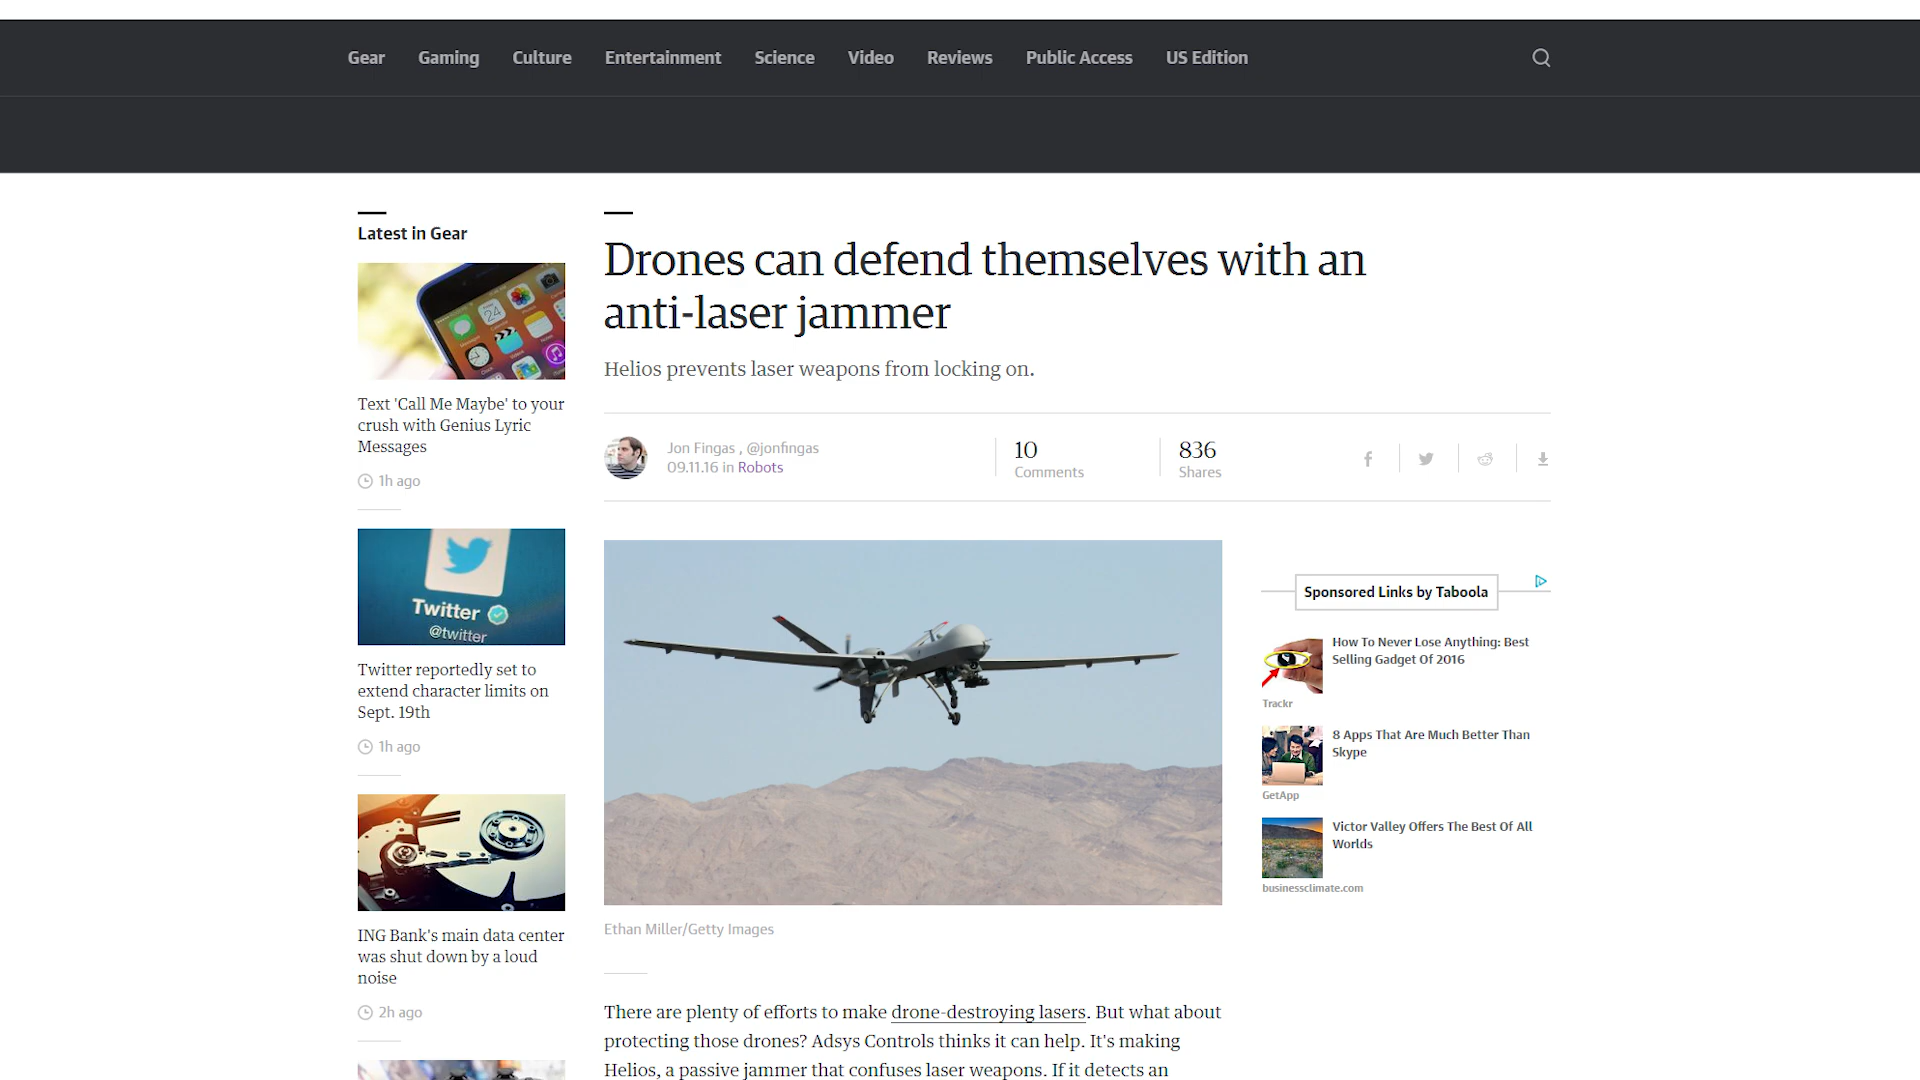 Gear Gaming Culture Entertainment Science Video Reviews Public Access US Edition
Latest in Gear
Text 'Call Me Maybe' to your
crush with Genius Lyric
Messages
1h ago
Twitter
@twitter
Twitter reportedly set to
extend character limits on
Sept. 19th
1h ago
ING Bank's main data center
was shut down by a loud
noise
2h ago
Drones can defend themselves with an
anti-laser jammer
Helios prevents laser weapons from locking on.
Jon Fingas , @jonfingas
09.11.16 in Robots
10
Comments
836
Shares
Ethan Miller/Getty Images
There are plenty of efforts to make drone-destroying lasers. But what about
protecting those drones? Adsys Controls thinks it can help. It's making
Helios, a passive jammer that confuses laser weapons. If it detects an
Sponsored Links by Taboola
How To Never Lose Anything: Best
Selling Gadget Of 2016
Trackr
8 Apps That Are Much Better Than
Skype
GetApp
Victor Valley Offers The Best Of All
Worlds
businessclimate.com